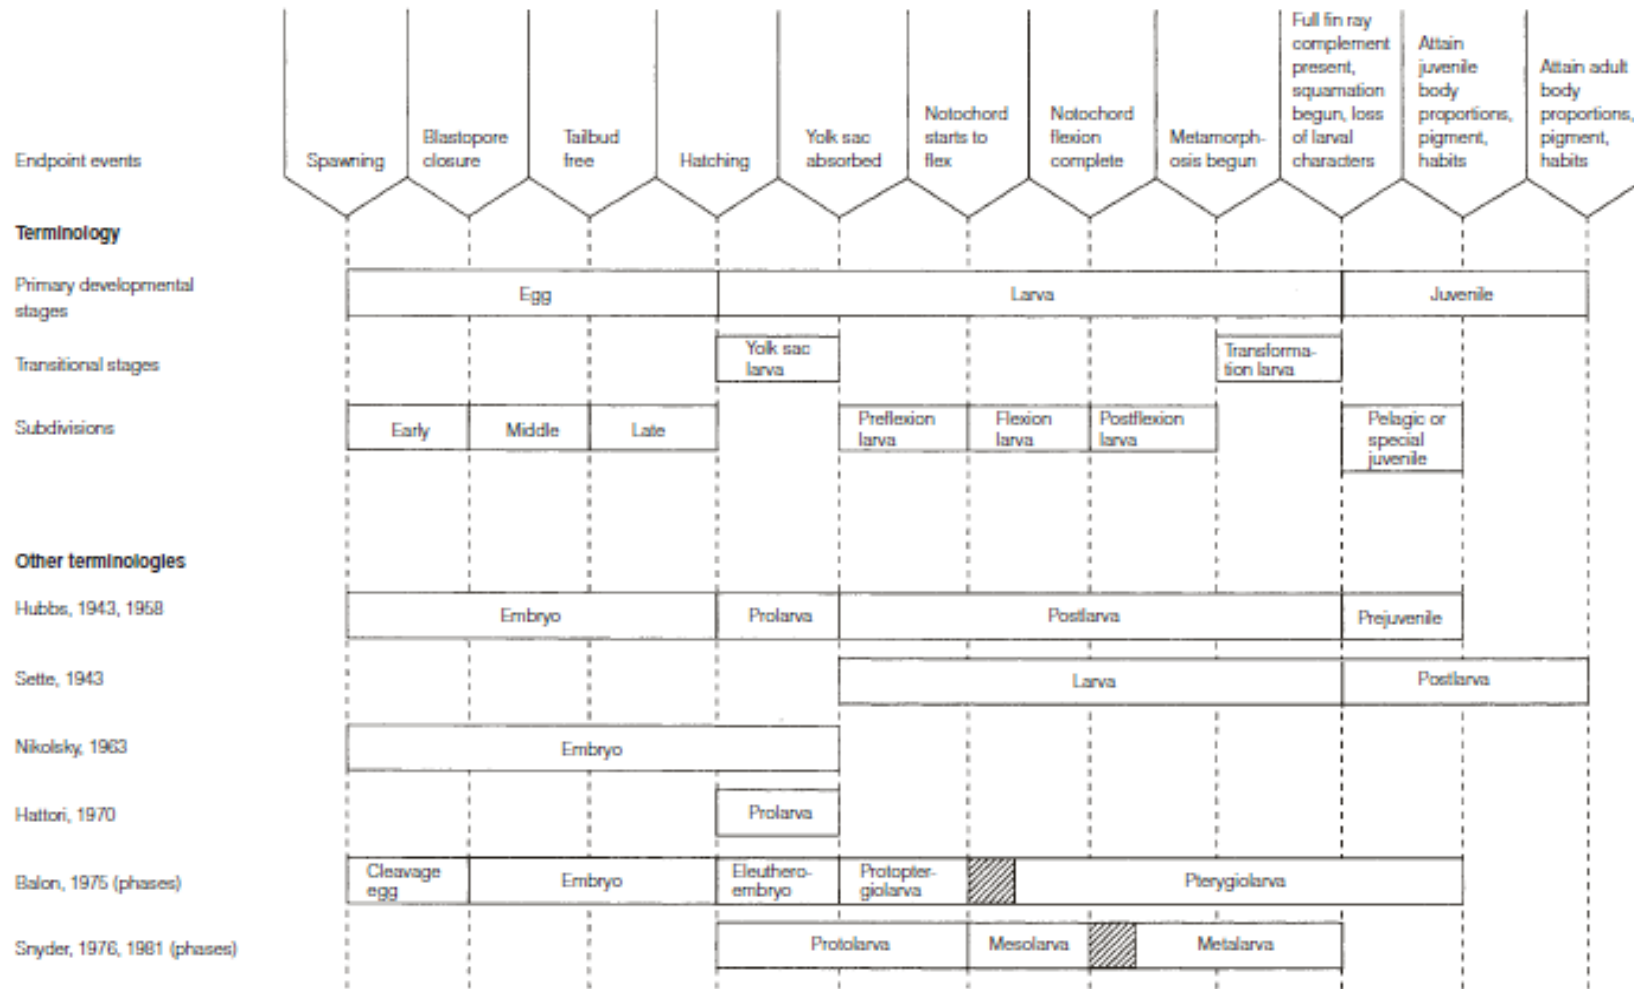 Endpoint events
Spawning
Blastopore
closure
Tailbud
free
Hatching
Yolk sac
absorbed
Notochord
starts to
flex
Notochord
flexion
complete
Metamorph-
osis begun
Full fin ray
complement
present,
squamation
begun, loss
of larval
characters
Attain
juvenile
body
proportions,
pigment,
habits
Attain adult
body
proportions,
pigment,
habits
Terminology
Primary developmental
stages
Egg
Larva
Juvenile
Transitional stages
Yolk sac
larva
Transforma-
tion larva
Subdivisions
Early
Middle
Late
Preflexion
larva
Flexion
larva
Postflexion
larva
Pelagic or
special
juvenile
Other terminologies
Hubbs, 1943, 1958
Embryo
Prolarva
Postlarva
Prejuvenile
Sette, 1943
Larva
Postlarva
Nikolsky, 1963
Embryo
Hattori, 1970
Prolarva
Balon, 1975 (phases)
Cleavage
egg
Embryo
Eleuthero-
embryo
Protopter-
giolarva
Pterygiolarva
Snyder, 1976, 1981 (phases)
Protolarva
Mesolarva
Metalarva